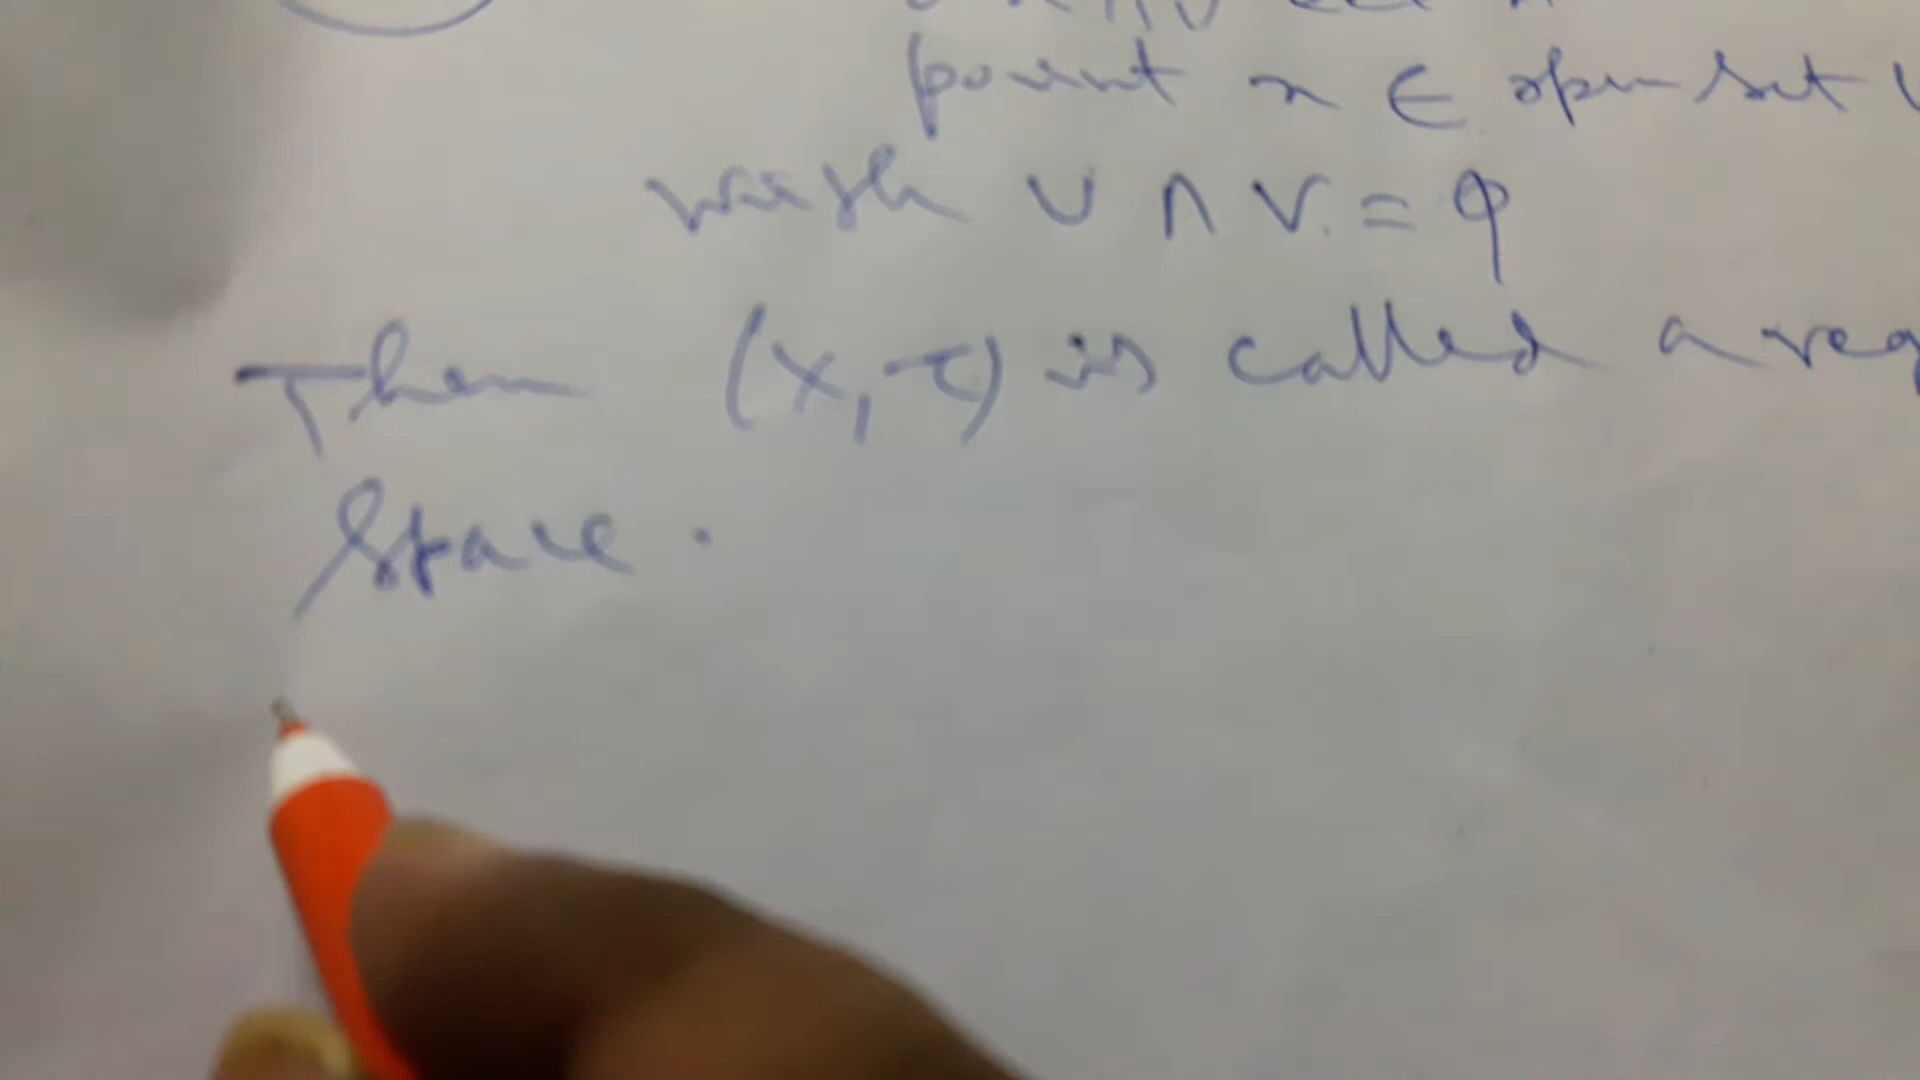 point x ∈ open set
with U ∩ V = φ
Then (X, τ) is called a reg
space.